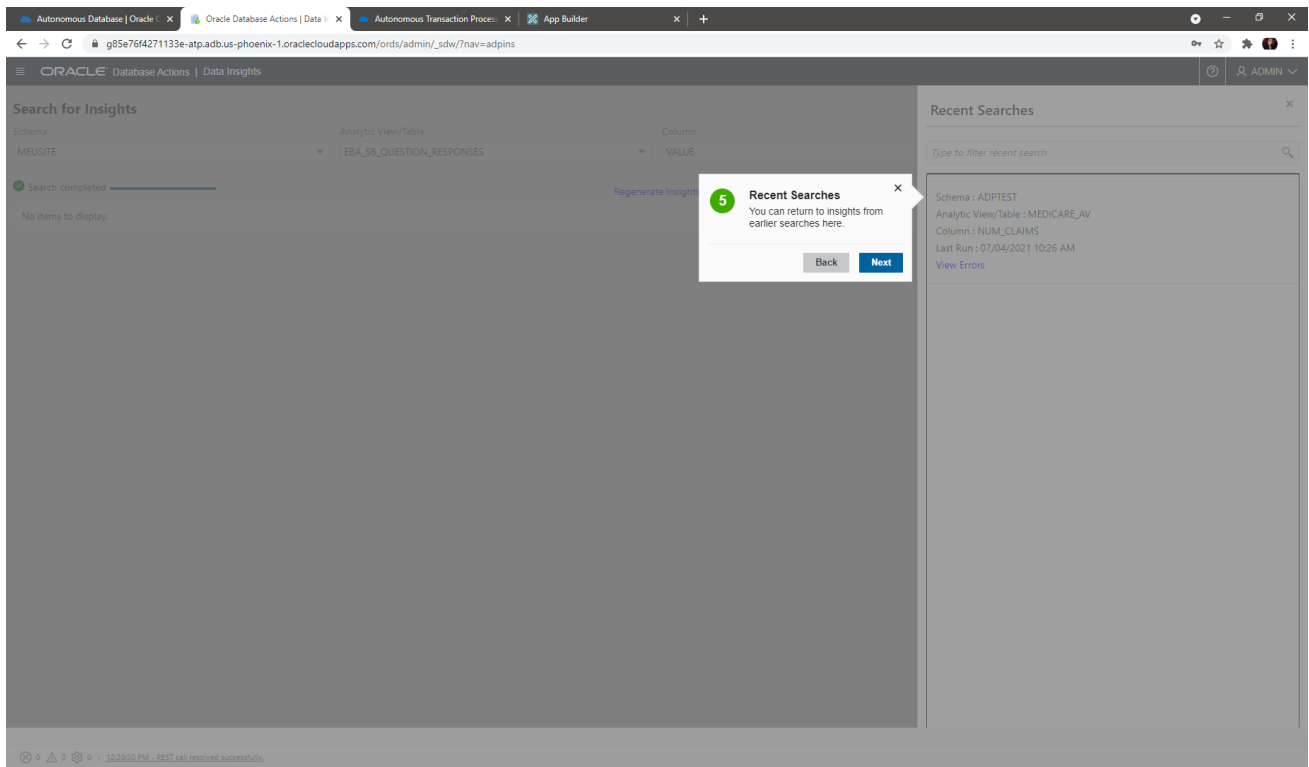 Autonomous Database | Oracle C
Oracle Database Actions | Data In
Autonomous Transaction Process
App Builder
g85e76f4271133e-atp.adb.us-phoenix-1.oraclecloudapps.com/ords/admin/_sdw/?nav=adpins
ORACLE Database Actions | Data Insights
ADMIN
Search for Insights
Schema
Analytic View/Table
Column
MEUSITE
EBA_SB_QUESTION_RESPONSES
VALUE
Search completed
Regenerate Insights
No items to display.
5
Recent Searches
You can return to insights from
earlier searches here.
Back
Next
Recent Searches
Type to filter recent search
Schema : ADPTEST
Analytic View/Table : MEDICARE_AV
Column : NUM_CLAIMS
Last Run : 07/04/2021 10:26 AM
View Errors
0 0 0 | 12:20:50 PM - REST call resolved successfully.